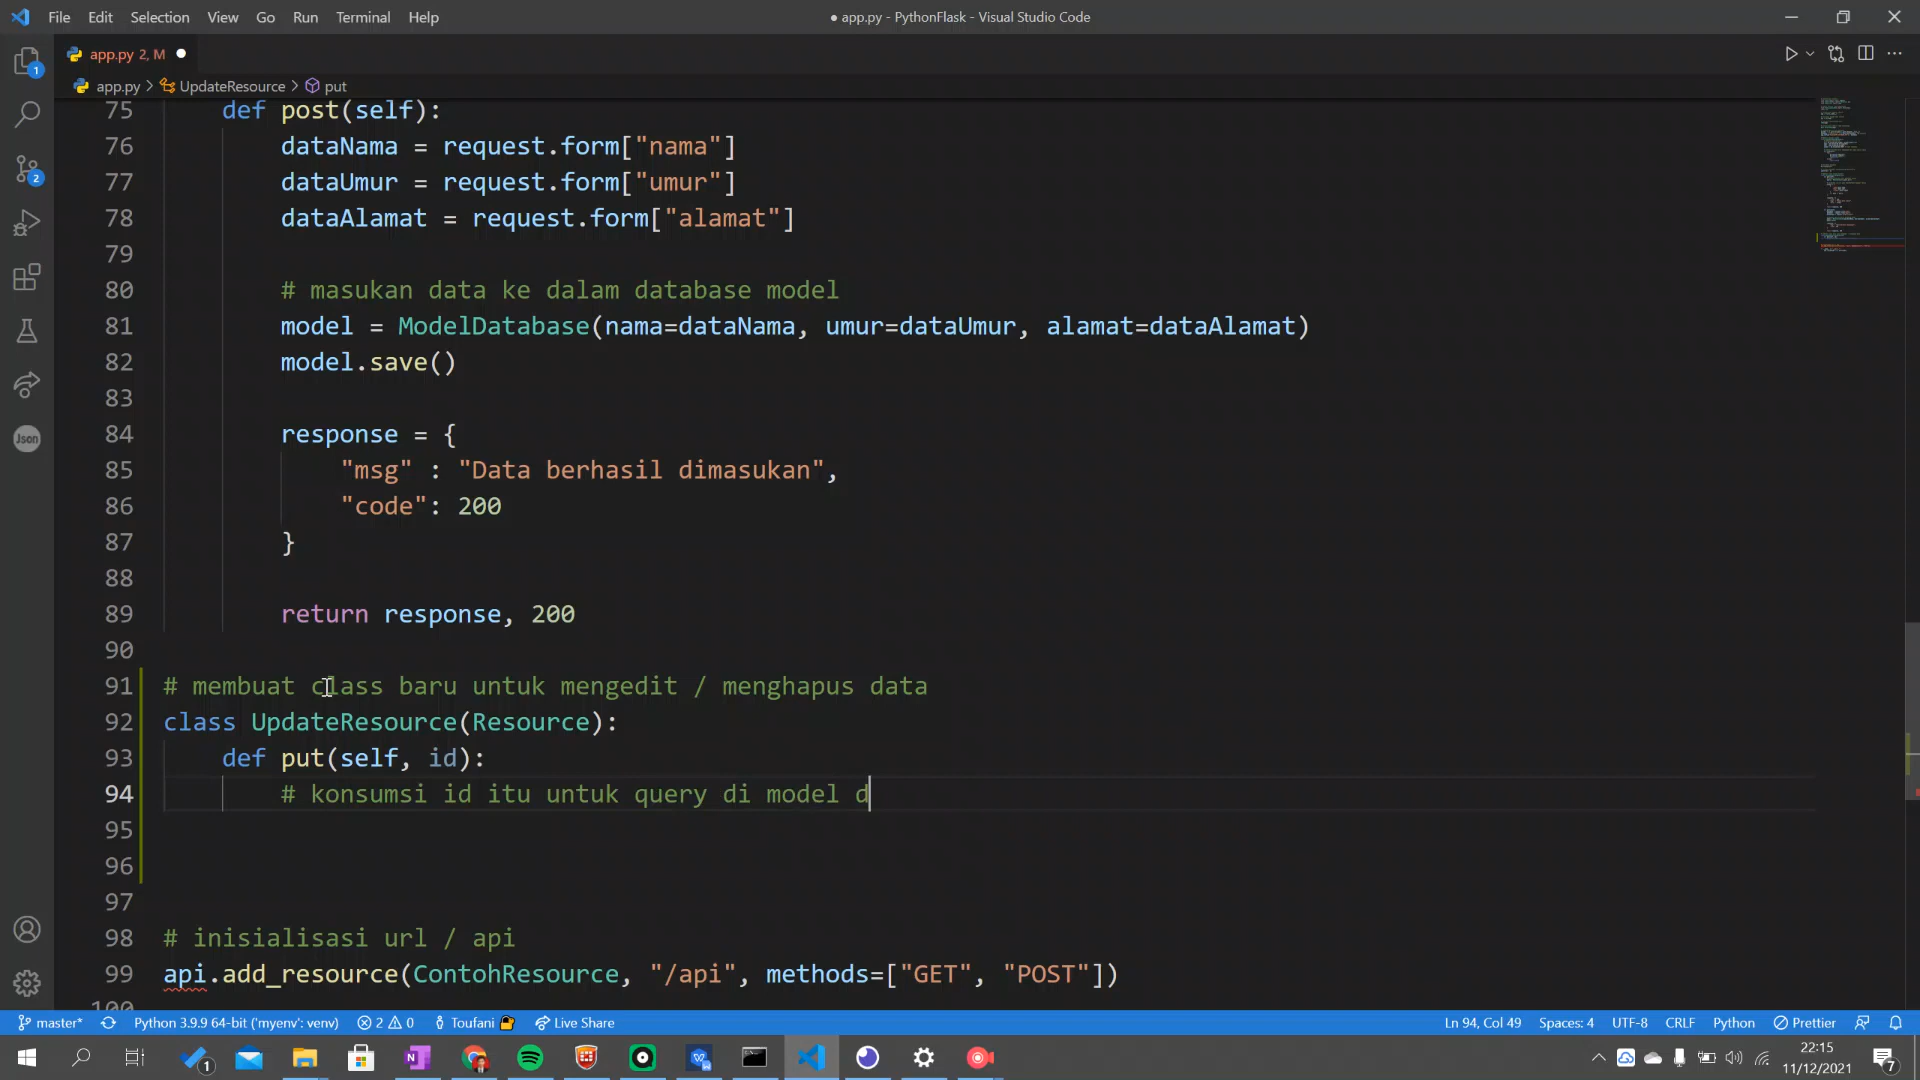 File Edit Selection View Go Run Terminal Help
● app.py - PythonFlask - Visual Studio Code
app.py 2, M ●
app.py > UpdateResource > put
75 def post(self):
76 dataNama = request.form["nama"]
77 dataUmur = request.form["umur"]
78 dataAlamat = request.form["alamat"]
79
80 # masukan data ke dalam database model
81 model = ModelDatabase(nama=dataNama, umur=dataUmur, alamat=dataAlamat)
82 model.save()
83
84 response = {
85 "msg" : "Data berhasil dimasukan",
86 "code": 200
87 }
88
89 return response, 200
90
91 # membuat class baru untuk mengedit / menghapus data
92 class UpdateResource(Resource):
93 def put(self, id):
94 # konsumsi id itu untuk query di model d
95
96
97
98 # inisialisasi url / api
99 api.add_resource(ContohResource, "/api", methods=["GET", "POST"])
100
1
2
Json
master* Python 3.9.9 64-bit ('myenv': venv) 2 0 Toufani Live Share Ln 94, Col 49 Spaces: 4 UTF-8 CRLF Python Prettier
1
22:15
11/12/2021
7